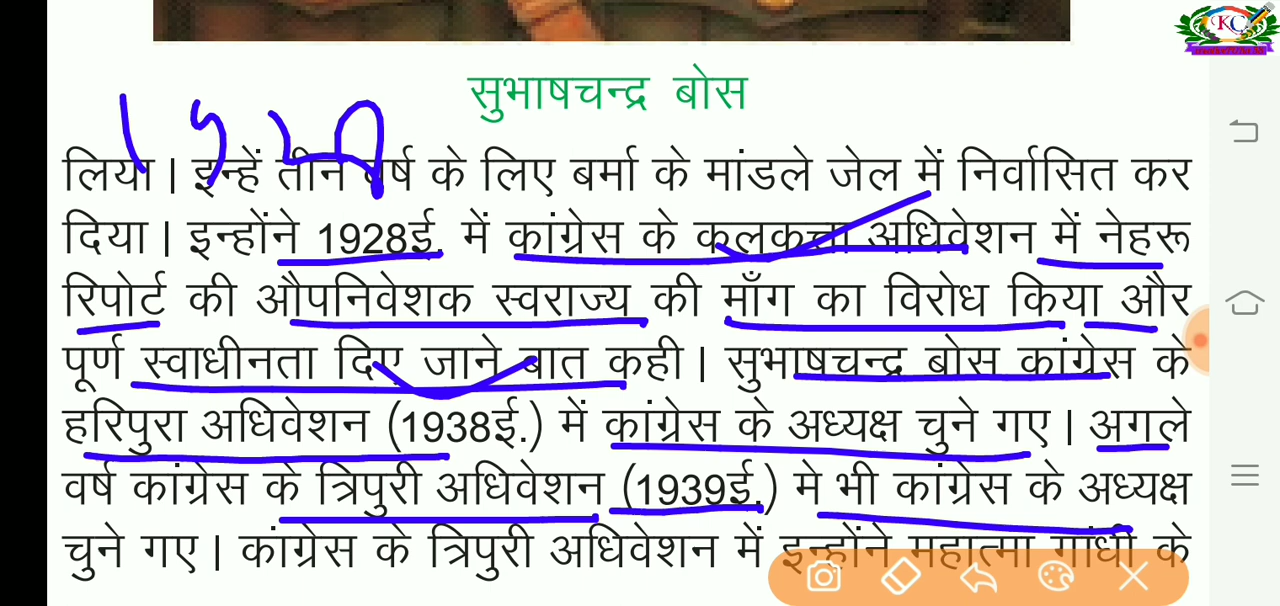 KC
सुभाषचन्द्र बोस
लिया। इन्हें तीन वर्ष के लिए बर्मा के मांडले जेल में निर्वासित कर
दिया। इन्होंने 1928ई. में कांग्रेस के कलकत्ता अधिवेशन में नेहरू
रिपोर्ट की औपनिवेशक स्वराज्य की माँग का विरोध किया और
पूर्ण स्वाधीनता दिए जाने बात कही। सुभाषचन्द्र बोस कांग्रेस के
हरिपुरा अधिवेशन (1938ई.) में कांग्रेस के अध्यक्ष चुने गए। अगले
वर्ष कांग्रेस के त्रिपुरी अधिवेशन (1939ई.) मे भी कांग्रेस के अध्यक्ष
चुने गए। कांग्रेस के त्रिपुरी अधिवेशन में इन्होंने महात्मा गांधी के